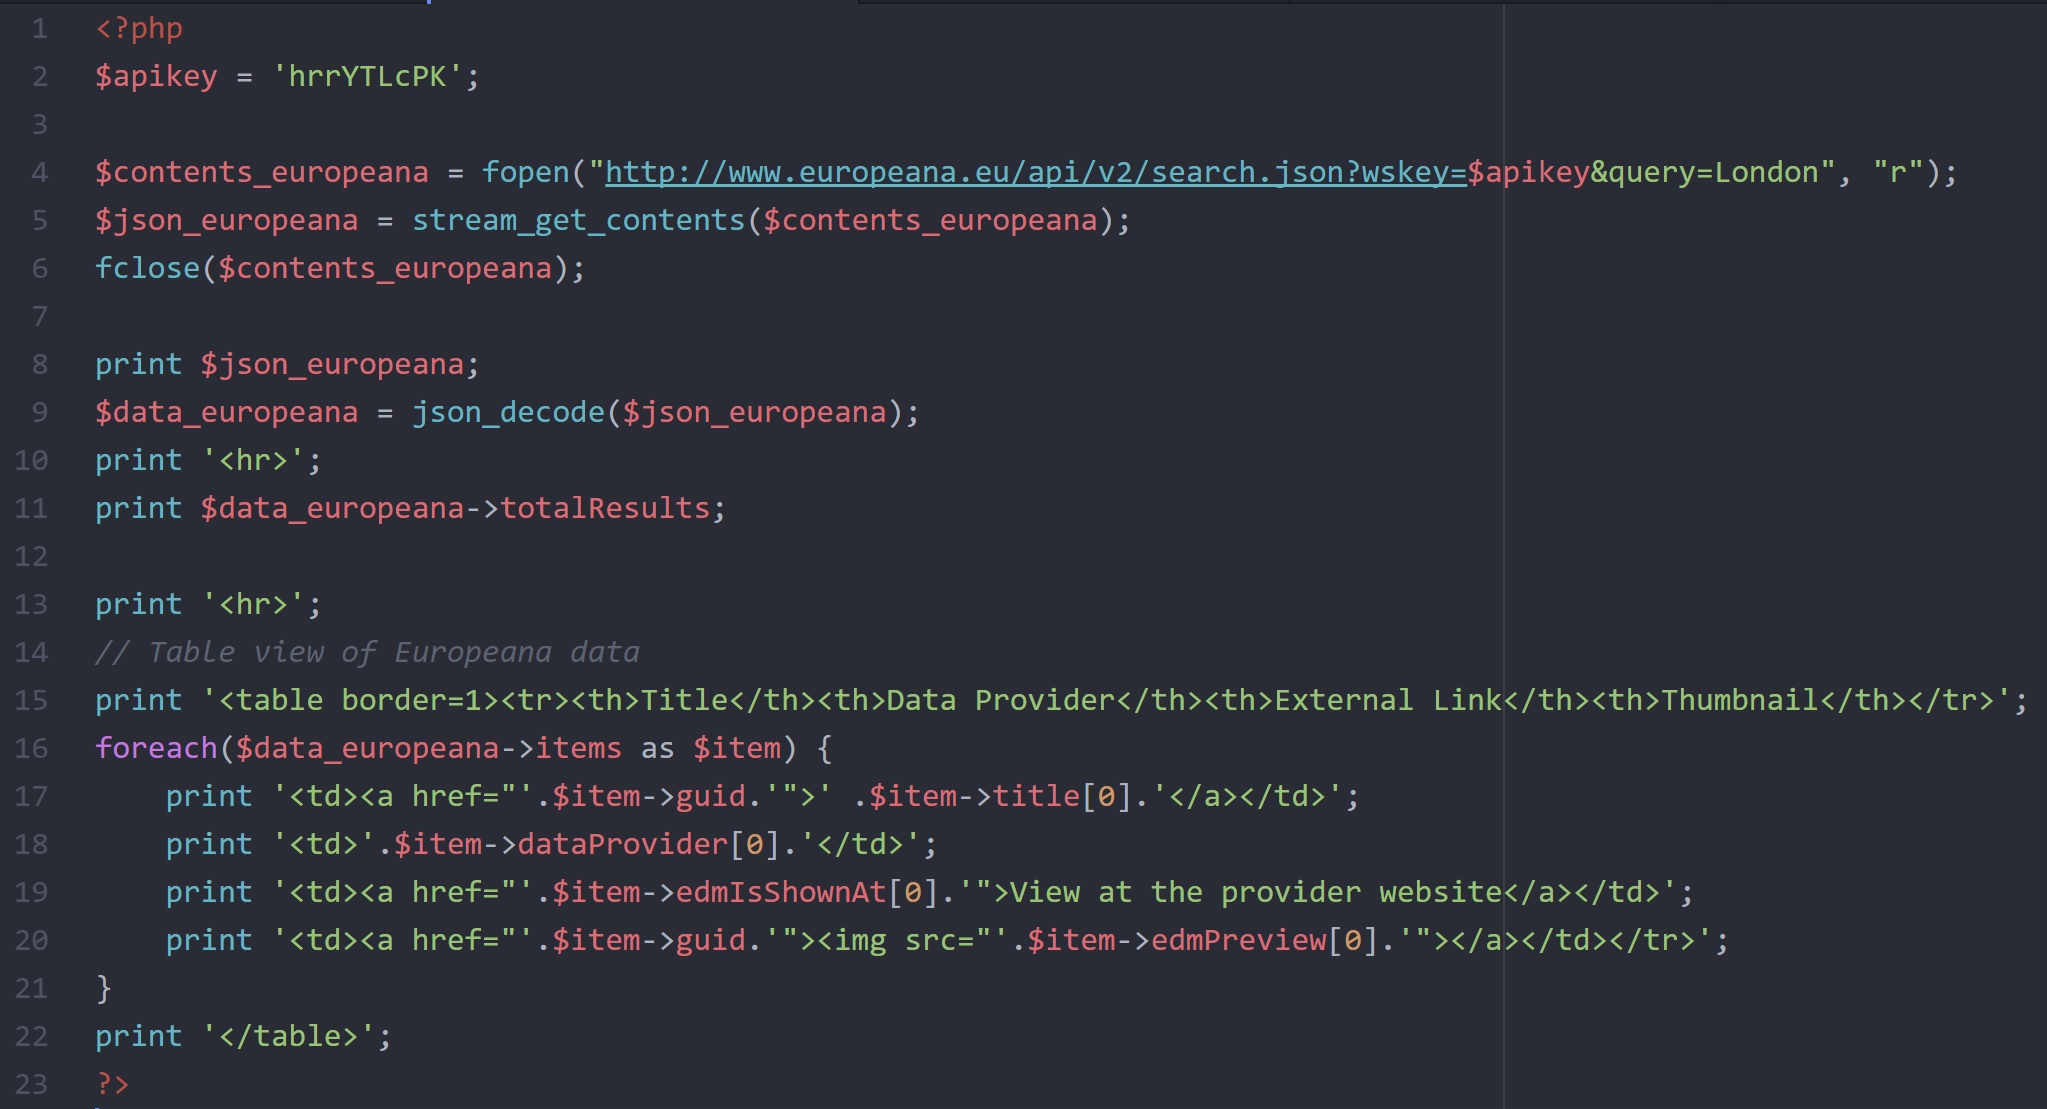 1 <?php
2 $apikey = 'hrrYTLcPK';
3
4 $contents_europeana = fopen("http://www.europeana.eu/api/v2/search.json?wskey=$apikey&query=London", "r");
5 $json_europeana = stream_get_contents($contents_europeana);
6 fclose($contents_europeana);
7
8 print $json_europeana;
9 $data_europeana = json_decode($json_europeana);
10 print '<hr>';
11 print $data_europeana->totalResults;
12
13 print '<hr>';
14 // Table view of Europeana data
15 print '<table border=1><tr><th>Title</th><th>Data Provider</th><th>External Link</th><th>Thumbnail</th></tr>';
16 foreach($data_europeana->items as $item) {
17     print '<td><a href="'.$item->guid.'">' .$item->title[0].'</a></td>';
18     print '<td>'.$item->dataProvider[0].'</td>';
19     print '<td><a href="'.$item->edmIsShownAt[0].'">View at the provider website</a></td>';
20     print '<td><a href="'.$item->guid.'"><img src="'.$item->edmPreview[0].'"></a></td></tr>';
21 }
22 print '</table>';
23 ?>